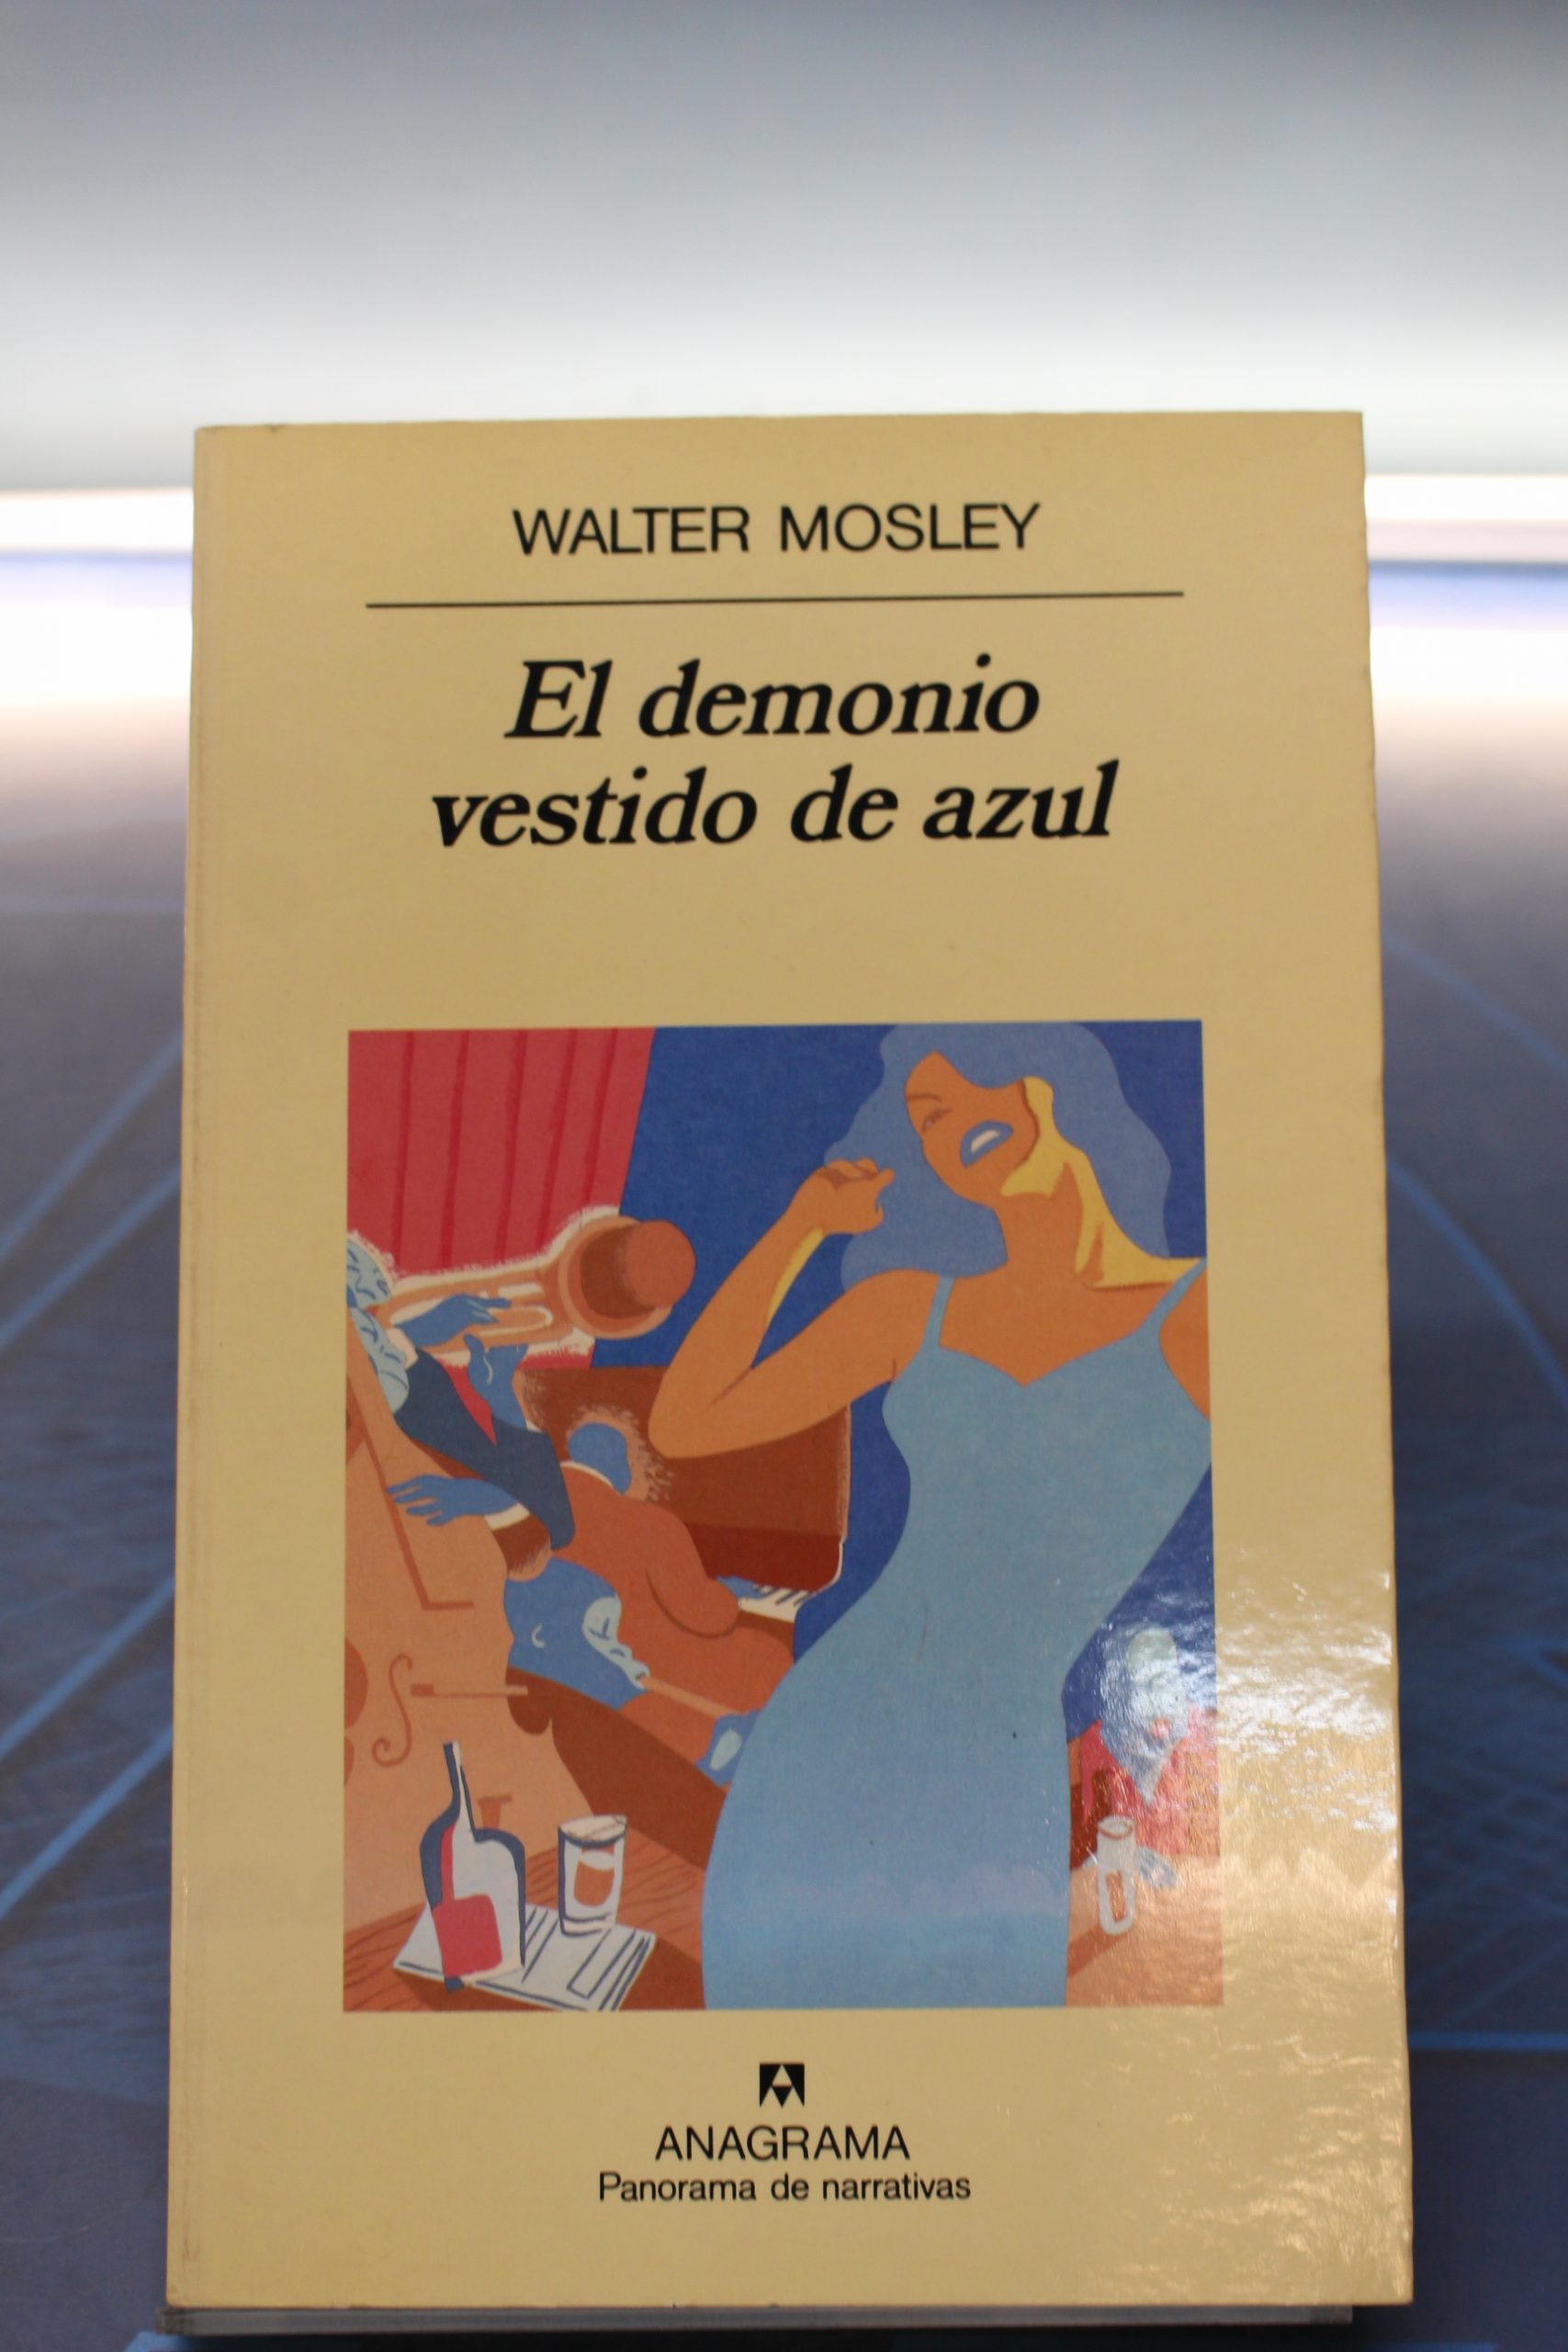 WALTER MOSLEY
El demonio
vestido de azul
ANAGRAMA
Panorama de narrativas